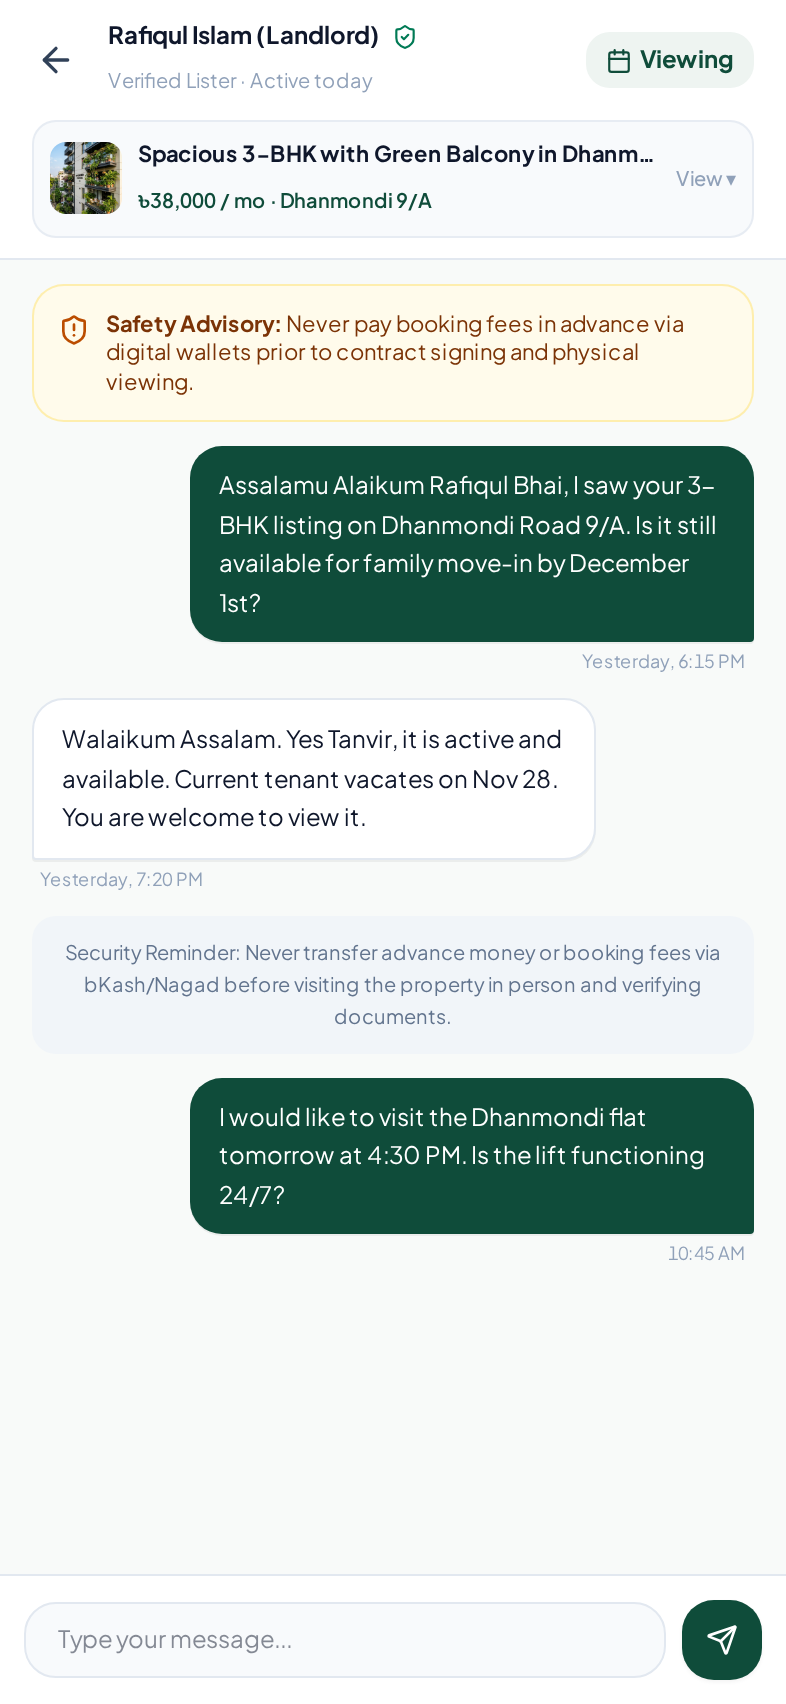 Rafiqul Islam (Landlord)
Verified Lister · Active today
Viewing
Spacious 3-BHK with Green Balcony in Dhanm...
৳38,000 / mo · Dhanmondi 9/A
View ▾
Safety Advisory: Never pay booking fees in advance via
digital wallets prior to contract signing and physical
viewing.
Assalamu Alaikum Rafiqul Bhai, I saw your 3-
BHK listing on Dhanmondi Road 9/A. Is it still
available for family move-in by December
1st?
Yesterday, 6:15 PM
Walaikum Assalam. Yes Tanvir, it is active and
available. Current tenant vacates on Nov 28.
You are welcome to view it.
Yesterday, 7:20 PM
Security Reminder: Never transfer advance money or booking fees via
bKash/Nagad before visiting the property in person and verifying
documents.
I would like to visit the Dhanmondi flat
tomorrow at 4:30 PM. Is the lift functioning
24/7?
10:45 AM
Type your message...